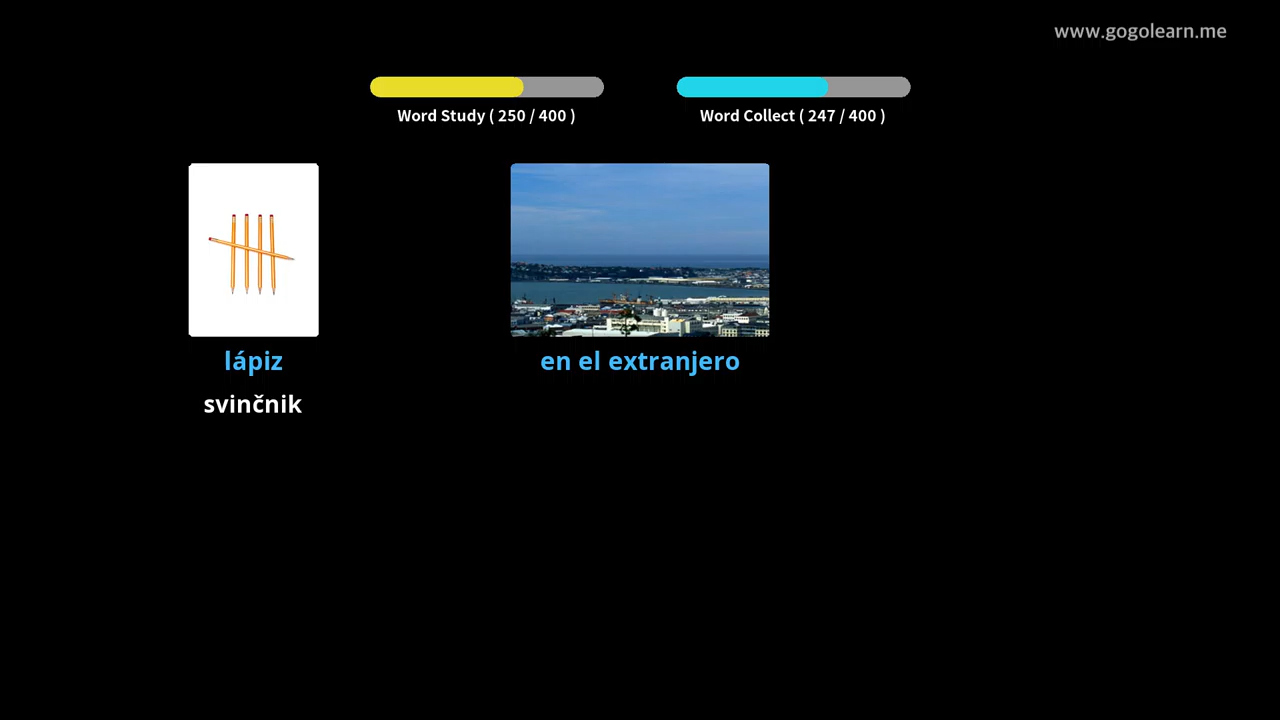 www.gogolearn.me
Word Study ( 250 / 400 )
Word Collect ( 247 / 400 )
lápiz
svinčnik
en el extranjero